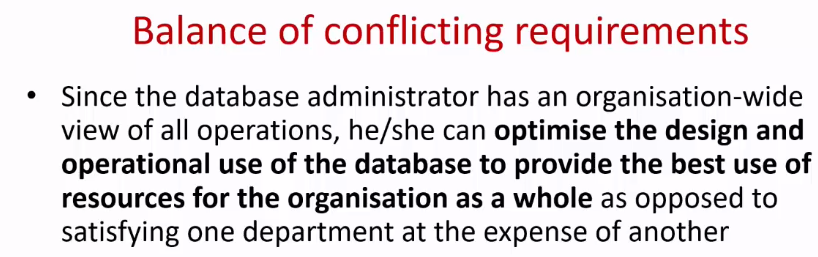 Balance of conflicting requirements
• Since the database administrator has an organisation-wide
view of all operations, he/she can optimise the design and
operational use of the database to provide the best use of
resources for the organisation as a whole as opposed to
satisfying one department at the expense of another